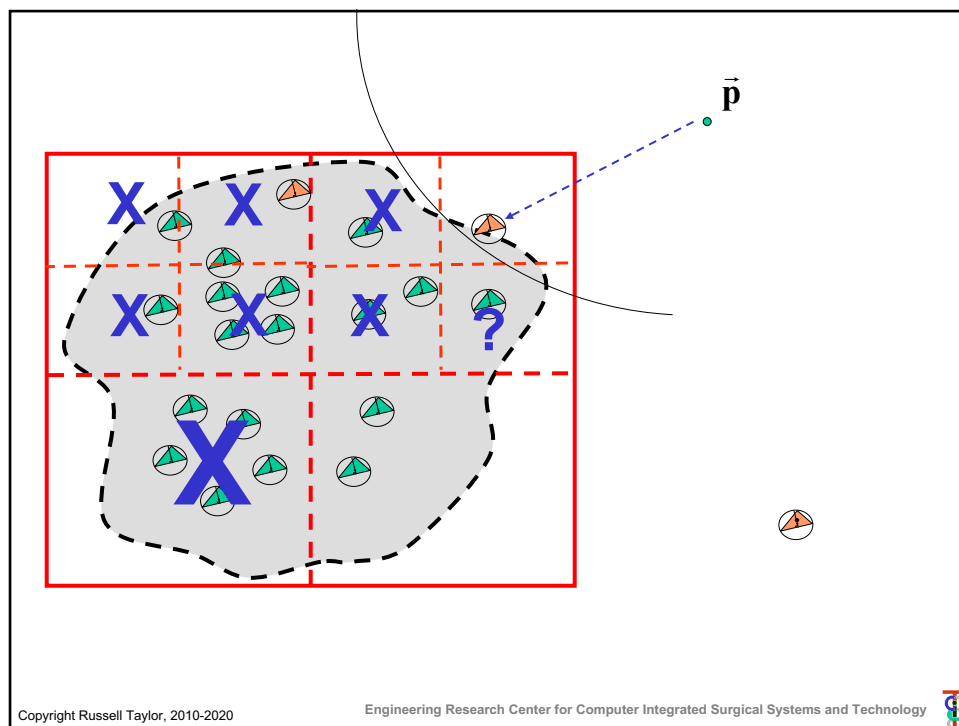 p
X X X
X X X ?
X
Copyright Russell Taylor, 2010-2020
Engineering Research Center for Computer Integrated Surgical Systems and Technology